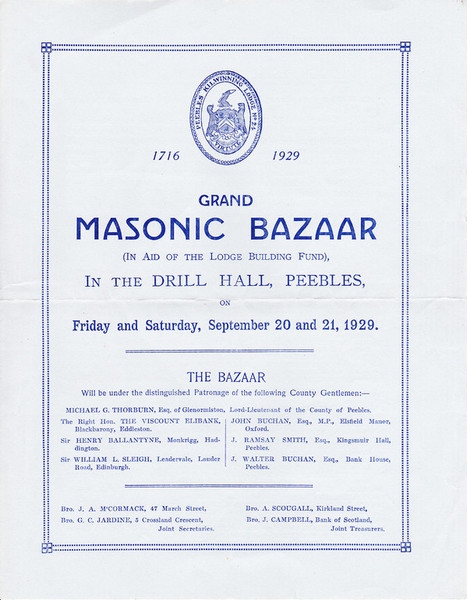 PEEBLES KILWINNING LODGE Nº 24
1716 1929
GRAND
MASONIC BAZAAR
(IN AID OF THE LODGE BUILDING FUND),
IN THE DRILL HALL, PEEBLES,
ON
Friday and Saturday, September 20 and 21, 1929.
THE BAZAAR
Will be under the distinguished Patronage of the following County Gentlemen:—
MICHAEL G. THORBURN, Esq. of Glenormiston, Lord-Lieutenant of the County of Peebles.
The Right Hon. THE VISCOUNT ELIBANK,
Blackbarony, Eddleston.
Sir HENRY BALLANTYNE, Monkrigg, Had-
dington.
Sir WILLIAM L. SLEIGH, Leadervale, Lauder
Road, Edinburgh.
JOHN BUCHAN, Esq., M.P., Elsfield Manor,
Oxford.
J. RAMSAY SMITH, Esq., Kingsmuir Hall,
Peebles.
J. WALTER BUCHAN, Esq., Bank House,
Peebles.
Bro. J. A. M'CORMACK, 47 March Street,
Bro. G. C. JARDINE, 5 Crossland Crescent,
Joint Secretaries.
Bro. A. SCOUGALL, Kirkland Street,
Bro. J. CAMPBELL, Bank of Scotland,
Joint Treasurers.